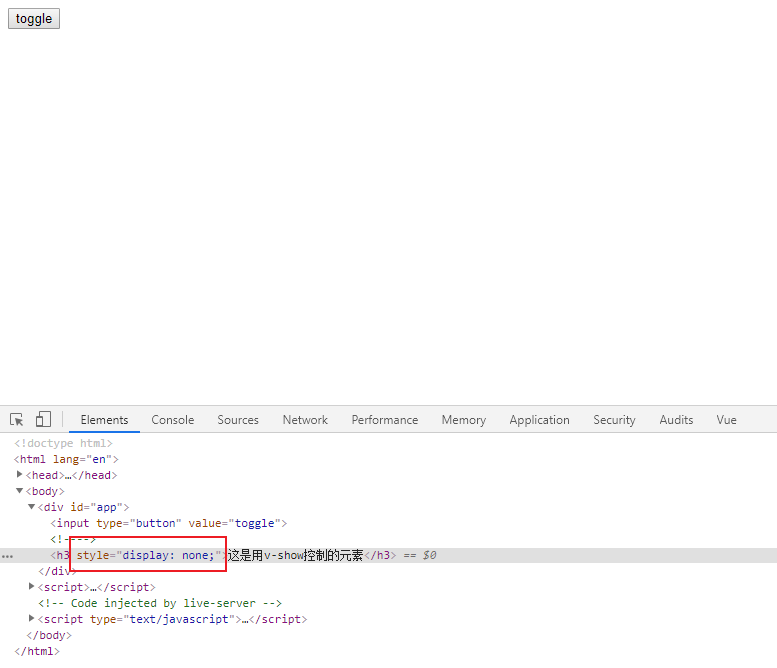 toggle
Elements Console Sources Network Performance Memory Application Security Audits Vue
<!doctype html>
<html lang="en">
<head>…</head>
<body>
<div id="app">
<input type="button" value="toggle">
<!---->
<h3 style="display: none;">这是用v-show控制的元素</h3> == $0
</div>
<script>…</script>
<!-- Code injected by live-server -->
<script type="text/javascript">…</script>
</body>
</html>